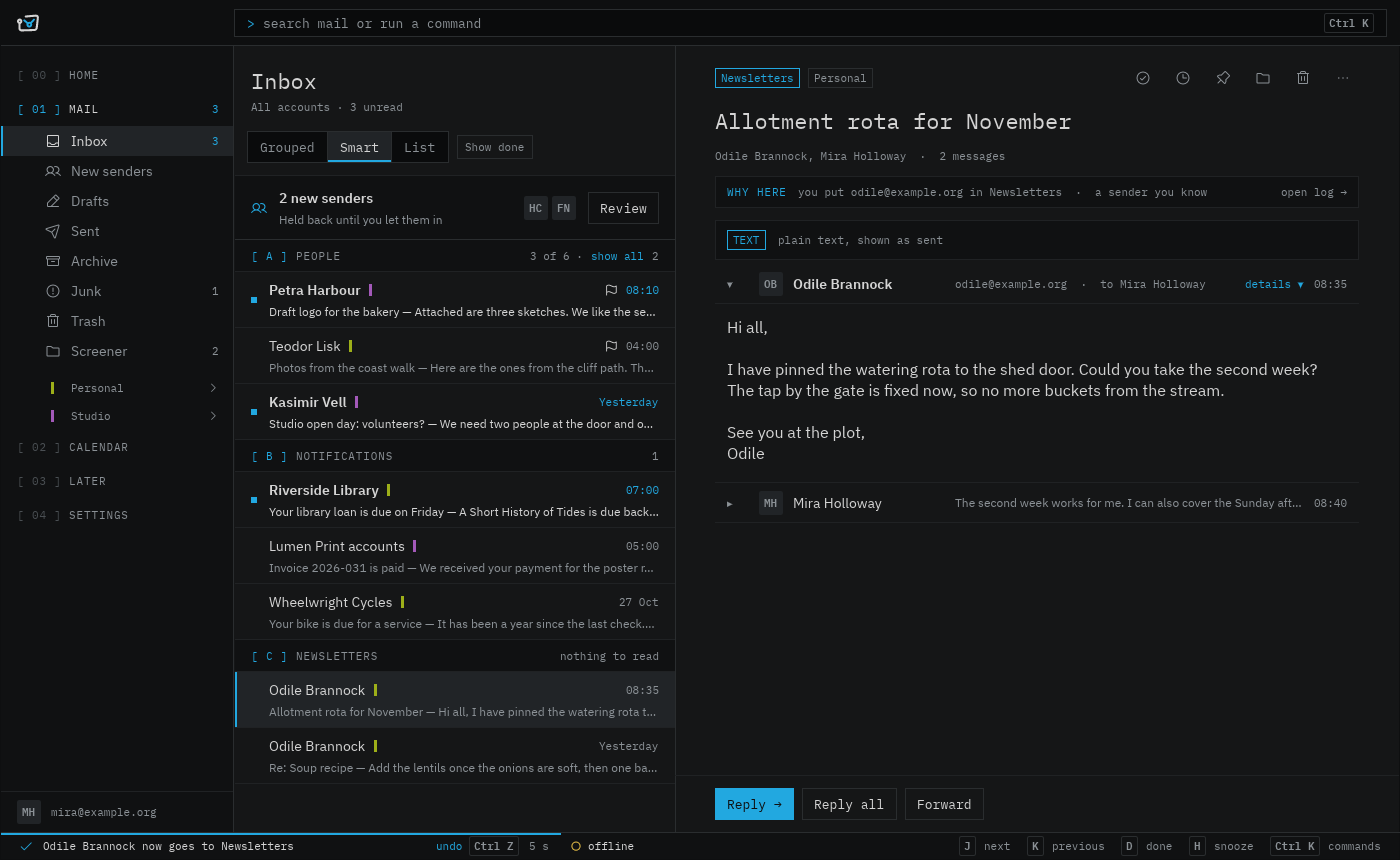 > search mail or run a command
Ctrl K
[ 00 ] HOME
[ 01 ] MAIL 3
Inbox 3
New senders
Drafts
Sent
Archive
Junk 1
Trash
Screener 2
Personal
Studio
[ 02 ] CALENDAR
[ 03 ] LATER
[ 04 ] SETTINGS
MH mira@example.org
Inbox
All accounts · 3 unread
Grouped Smart List Show done
2 new senders
Held back until you let them in
HC FN Review
[ A ] PEOPLE 3 of 6 · show all 2
Petra Harbour 08:10
Draft logo for the bakery — Attached are three sketches. We like the se…
Teodor Lisk 04:00
Photos from the coast walk — Here are the ones from the cliff path. Th…
Kasimir Vell Yesterday
Studio open day: volunteers? — We need two people at the door and o…
[ B ] NOTIFICATIONS 1
Riverside Library 07:00
Your library loan is due on Friday — A Short History of Tides is due back…
Lumen Print accounts 05:00
Invoice 2026-031 is paid — We received your payment for the poster r…
Wheelwright Cycles 27 Oct
Your bike is due for a service — It has been a year since the last check.…
[ C ] NEWSLETTERS nothing to read
Odile Brannock 08:35
Allotment rota for November — Hi all, I have pinned the watering rota t…
Odile Brannock Yesterday
Re: Soup recipe — Add the lentils once the onions are soft, then one ba…
Newsletters Personal
Allotment rota for November
Odile Brannock, Mira Holloway · 2 messages
WHY HERE you put odile@example.org in Newsletters · a sender you know open log →
TEXT plain text, shown as sent
▾ OB Odile Brannock odile@example.org · to Mira Holloway details ▾ 08:35
Hi all,
I have pinned the watering rota to the shed door. Could you take the second week?
The tap by the gate is fixed now, so no more buckets from the stream.
See you at the plot,
Odile
▸ MH Mira Holloway The second week works for me. I can also cover the Sunday aft… 08:40
Reply → Reply all Forward
Odile Brannock now goes to Newsletters undo Ctrl Z 5 s offline
J next K previous D done H snooze Ctrl K commands